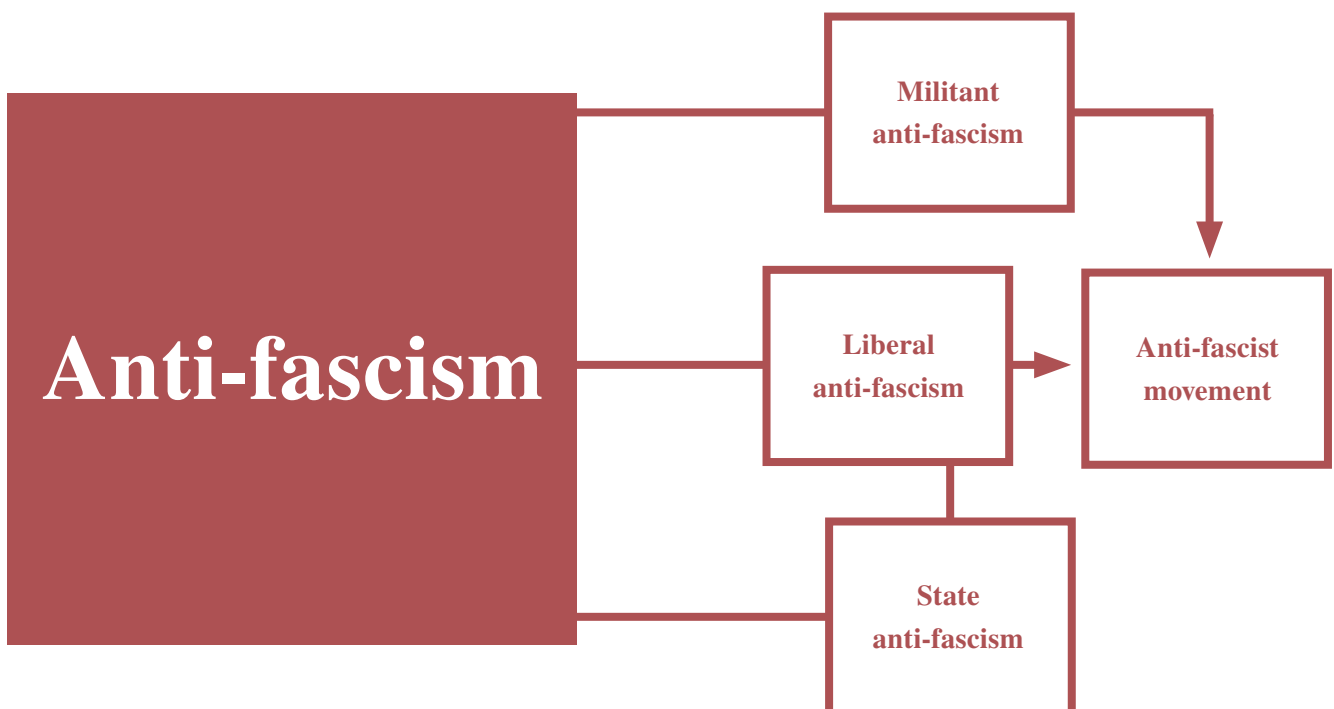 Anti-fascism
Militant
anti-fascism
Liberal
anti-fascism
Anti-fascist
movement
State
anti-fascism